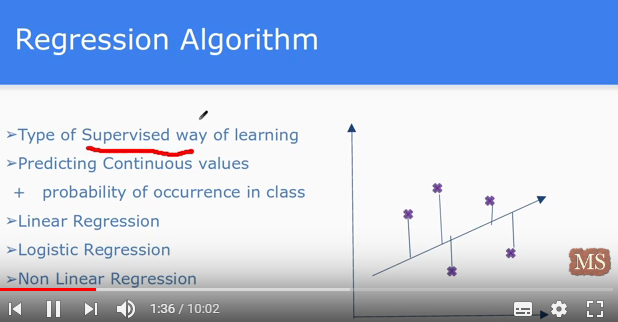 Regression Algorithm
➢Type of Supervised way of learning
➢Predicting Continuous values
+ probability of occurrence in class
➢Linear Regression
➢Logistic Regression
➢Non Linear Regression
MS
1:36 / 10:02